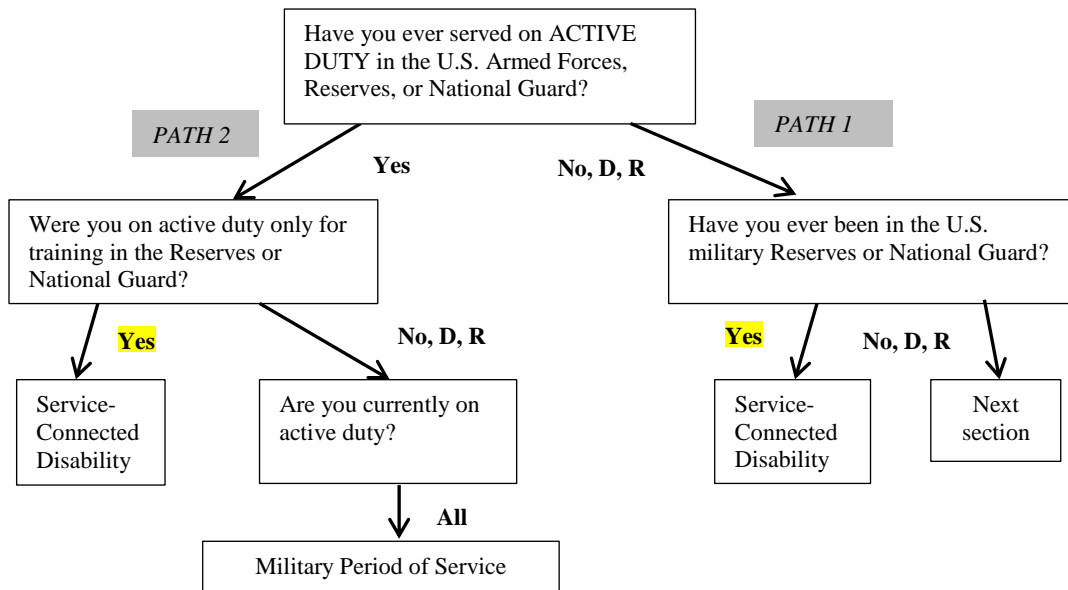 Have you ever served on ACTIVE
DUTY in the U.S. Armed Forces,
Reserves, or National Guard?
PATH 2
PATH 1
Yes
No, D, R
Were you on active duty only for
training in the Reserves or
National Guard?
Have you ever been in the U.S.
military Reserves or National Guard?
Yes
No, D, R
Yes
No, D, R
Service-
Connected
Disability
Are you currently on
active duty?
Service-
Connected
Disability
Next
section
All
Military Period of Service